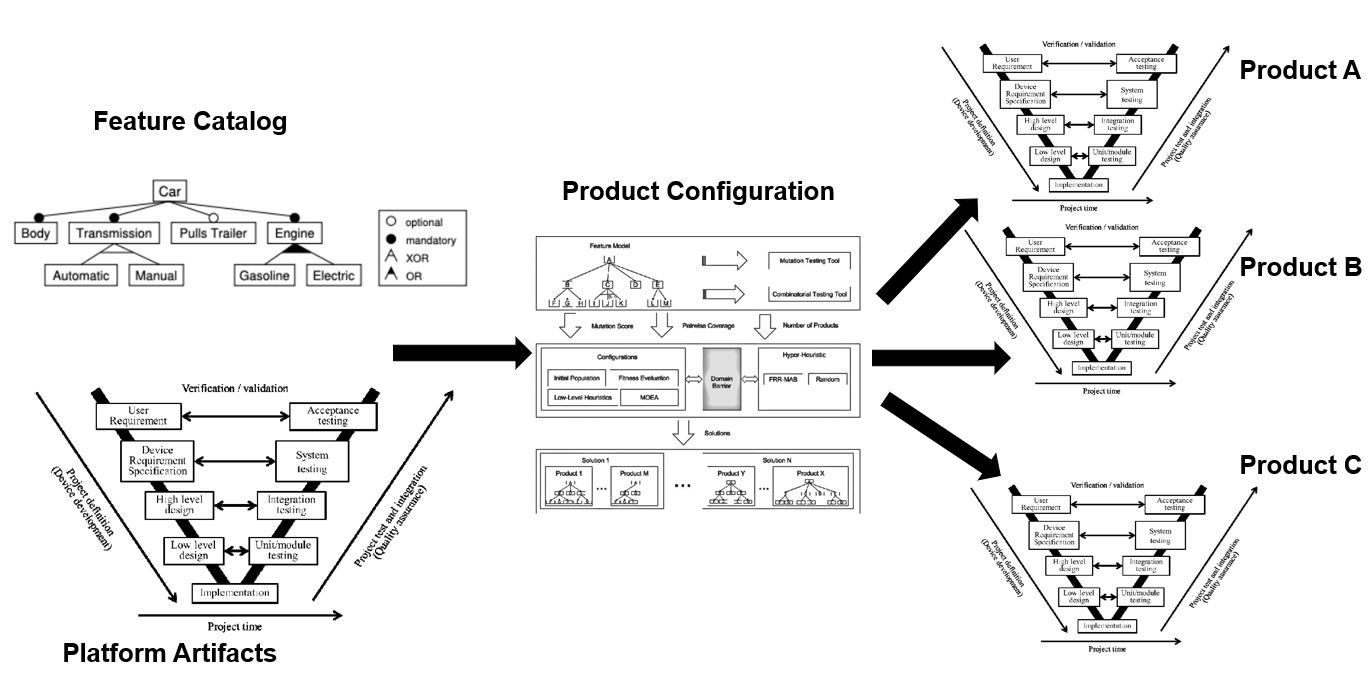 Feature Catalog
Car
Body
Transmission
Pulls Trailer
Engine
Automatic
Manual
Gasoline
Electric
optional
mandatory
XOR
OR
Verification / validation
User
Requirement
Acceptance
testing
Device
Requirement
Specification
System
testing
High level
design
Integration
testing
Low level
design
Unit/module
testing
Implementation
Project definition
(Device development)
Project test and integration
(Quality assurance)
Project time
Platform Artifacts
Product Configuration
Feature Model
A
B
C
D
E
F
G
H
I
J
K
L
M
Mutation Testing Tool
Combinatorial Testing Tool
Mutation Score
Pairwise Coverage
Number of Products
Configurations
Initial Population
Fitness Evaluation
Low-Level Heuristics
MOEA
Domain
Barrier
Hyper-Heuristic
FRR-MAB
Random
Solutions
Solution 1
Product 1
...
Product M
...
Solution N
Product Y
...
Product X
Product A
Verification / validation
User
Requirement
Acceptance
testing
Device
Requirement
Specification
System
testing
High level
design
Integration
testing
Low level
design
Unit/module
testing
Implementation
Project definition
(Device development)
Project test and integration
(Quality assurance)
Project time
Product B
Verification / validation
User
Requirement
Acceptance
testing
Device
Requirement
Specification
System
testing
High level
design
Integration
testing
Low level
design
Unit/module
testing
Implementation
Project definition
(Device development)
Project test and integration
(Quality assurance)
Project time
Product C
Verification / validation
User
Requirement
Acceptance
testing
Device
Requirement
Specification
System
testing
High level
design
Integration
testing
Low level
design
Unit/module
testing
Implementation
Project definition
(Device development)
Project test and integration
(Quality assurance)
Project time